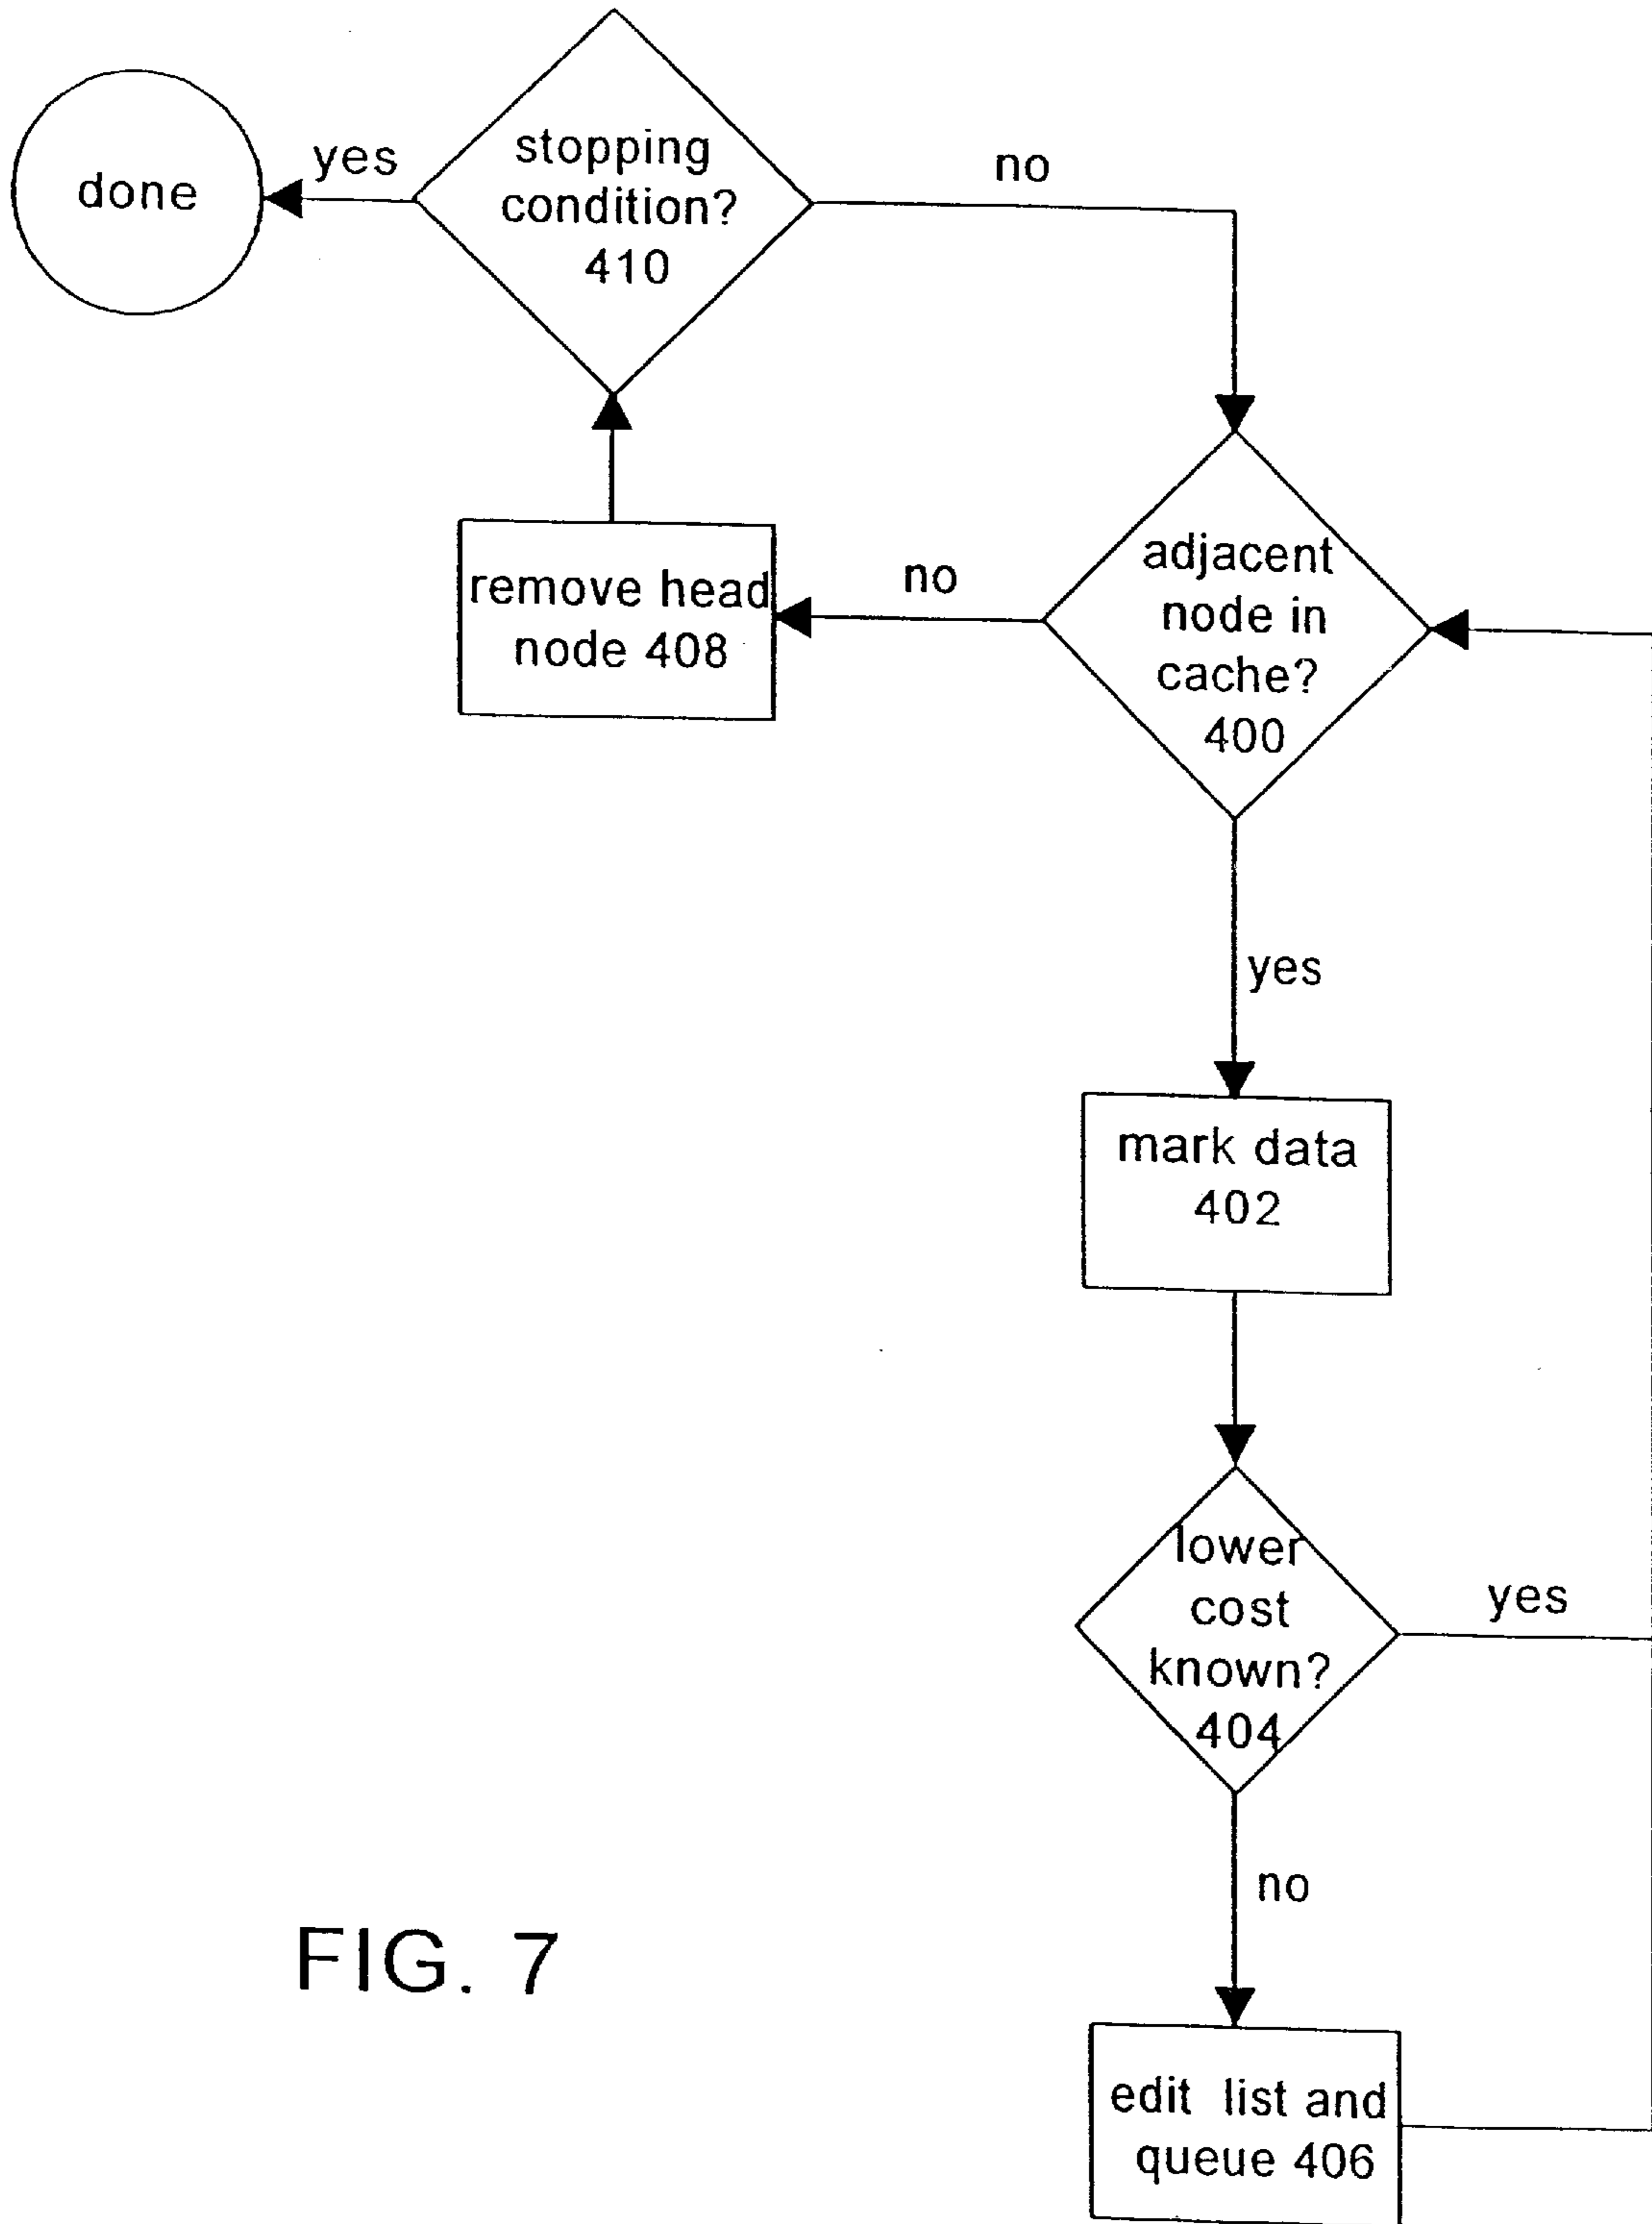 done
yes
stopping
condition?
410
no
remove head
node 408
no
adjacent
node in
cache?
400
yes
mark data
402
lower
cost
known?
404
yes
no
edit list and
queue 406
FIG. 7